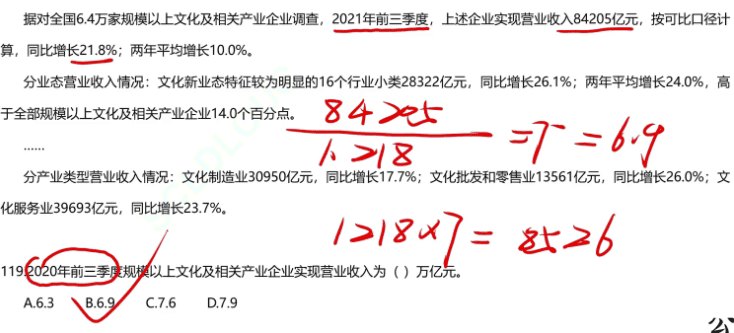 据对全国6.4万家规模以上文化及相关产业企业调查，2021年前三季度，上述企业实现营业收入84205亿元，按可比口径计
算，同比增长21.8%；两年平均增长10.0%。
分业态营业收入情况：文化新业态特征较为明显的16个行业小类28322亿元，同比增长26.1%；两年平均增长24.0%，高
于全部规模以上文化及相关产业企业14.0个百分点。
84205
1.218
=7=6.9
......
分产业类型营业收入情况：文化制造业30950亿元，同比增长17.7%；文化批发和零售业13561亿元，同比增长26.0%；文
化服务业39693亿元，同比增长23.7%。
1218×7=8526
119.2020年前三季度规模以上文化及相关产业企业实现营业收入为（ ）万亿元。
A.6.3 B.6.9 C.7.6 D.7.9